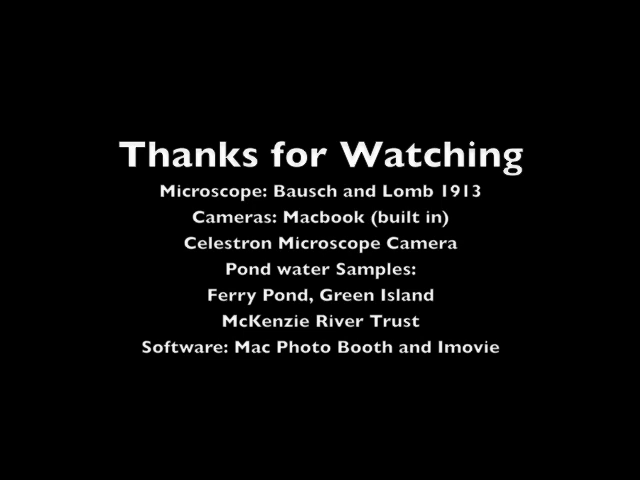 Thanks for Watching
Microscope: Bausch and Lomb 1913
Cameras: Macbook (built in)
Celestron Microscope Camera
Pond water Samples:
Ferry Pond, Green Island
McKenzie River Trust
Software: Mac Photo Booth and Imovie